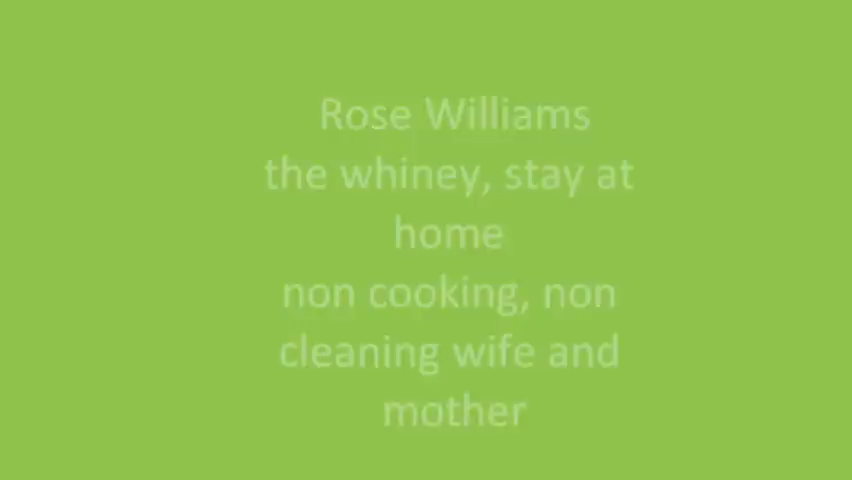 Rose Williams
the whiney, stay at
home
non cooking, non
cleaning wife and
mother